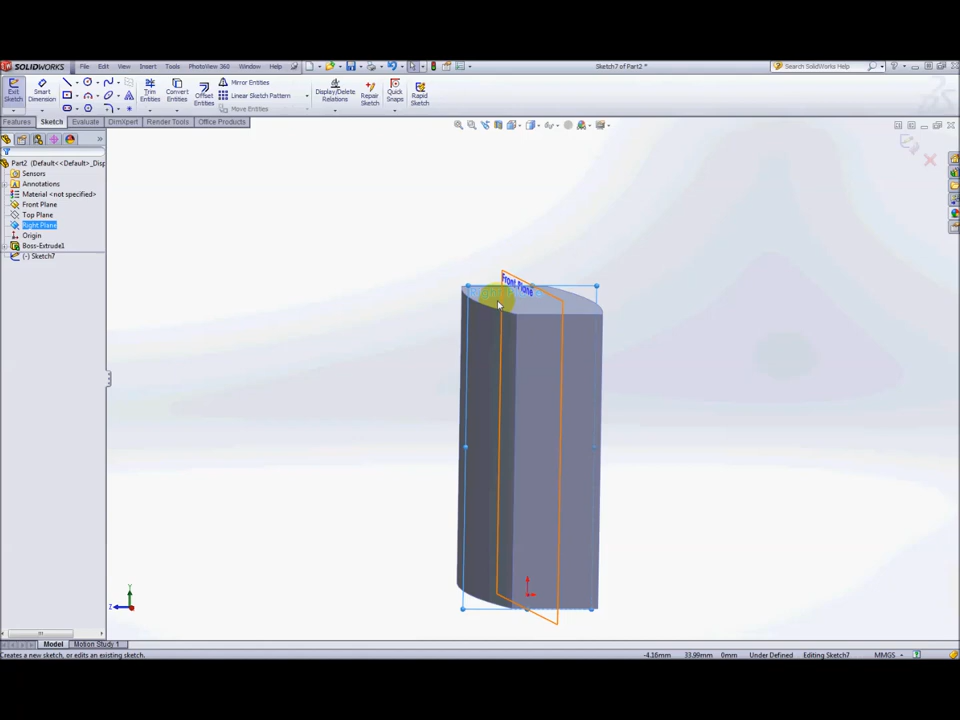 SOLIDWORKS File Edit View Insert Tools PhotoView 360 Window Help Sketch7 of Part2 * Search SolidWorks Help
Exit Sketch Smart Dimension Trim Entities Convert Entities Offset Entities Mirror Entities Linear Sketch Pattern Move Entities Display/Delete Relations Repair Sketch Quick Snaps Rapid Sketch
Features Sketch Evaluate DimXpert Render Tools Office Products
Part2 (Default<<Default>_Disp
Sensors
Annotations
Material <not specified>
Front Plane
Top Plane
Right Plane
Origin
Boss-Extrude1
(-) Sketch7
Front Plane
Y
Z
Model Motion Study 1
Creates a new sketch, or edits an existing sketch. -4.16mm 33.99mm 0mm Under Defined Editing Sketch7 MMGS